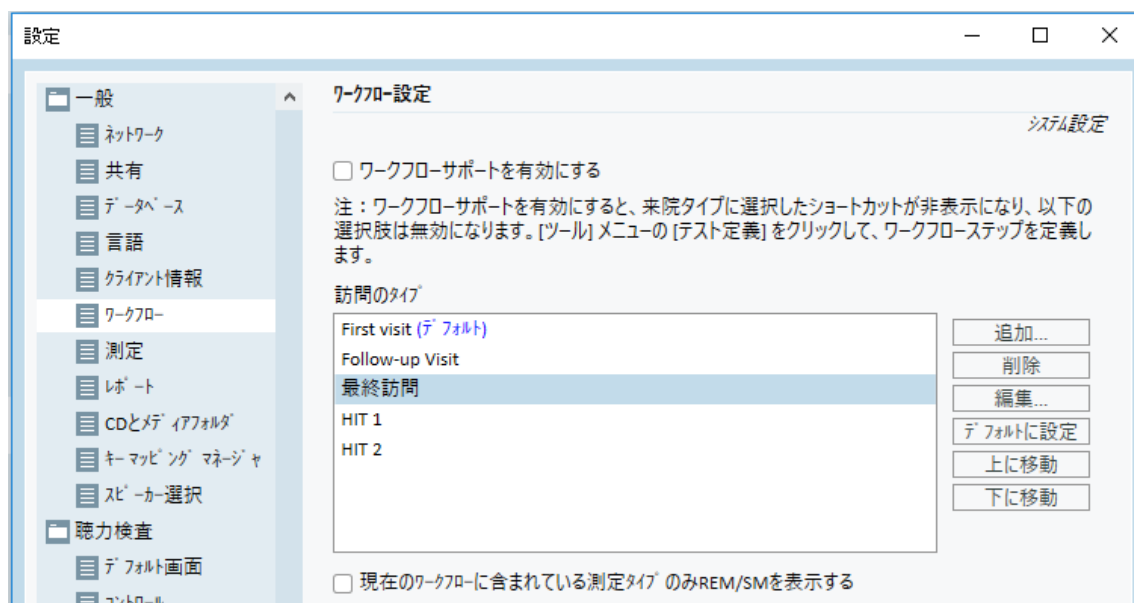 設定
一般
ﾈｯﾄﾜｰｸ
共有
ﾃﾞｰﾀﾍﾞｰｽ
言語
ｸﾗｲｱﾝﾄ情報
ﾜｰｸﾌﾛｰ
測定
ﾚﾎﾟｰﾄ
CDとﾒﾃﾞｨｱﾌｫﾙﾀﾞ
ｷｰﾏｯﾋﾟﾝｸﾞ ﾏﾈｰｼﾞｬ
ｽﾋﾟｰｶｰ選択
聴力検査
ﾃﾞﾌｫﾙﾄ画面
ｺﾝﾄﾛｰﾙ
ﾜｰｸﾌﾛｰ設定
ｼｽﾃﾑ設定
ワークフローサポートを有効にする
注：ワークフローサポートを有効にすると、来院タイプに選択したショートカットが非表示になり、以下の
選択肢は無効になります。[ツール] メニューの [テスト定義] をクリックして、ワークフローステップを定義し
ます。
訪問のﾀｲﾌﾟ
First visit (ﾃﾞﾌｫﾙﾄ)
Follow-up Visit
最終訪問
HIT 1
HIT 2
追加...
削除
編集...
ﾃﾞﾌｫﾙﾄに設定
上に移動
下に移動
現在のﾜｰｸﾌﾛｰに含まれている測定ﾀｲﾌﾟのみREM/SMを表示する